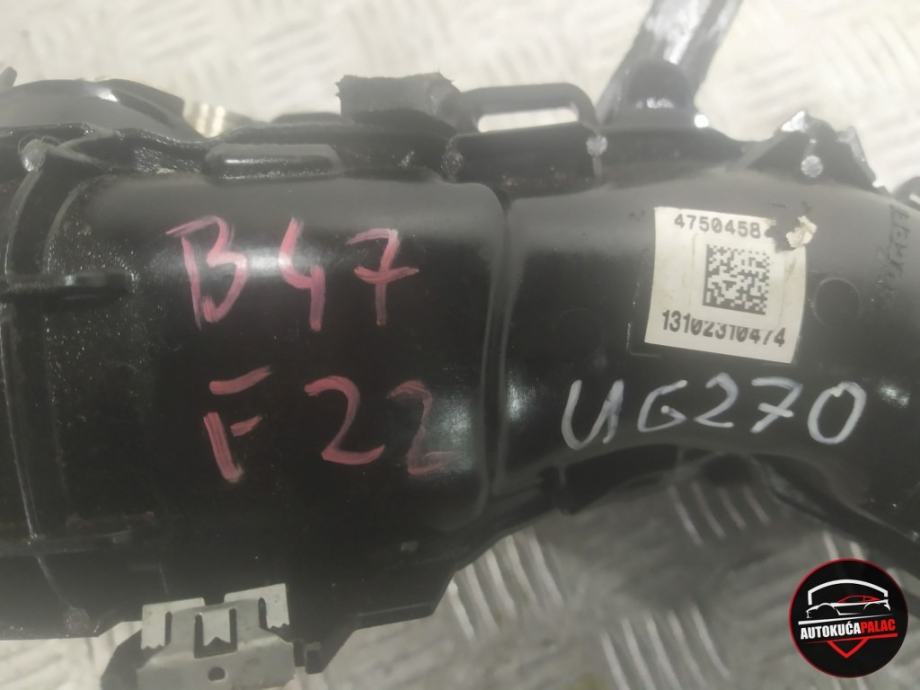 B47
F22
4750458
13102310474
UG270
AUTOKUĆAPALAC